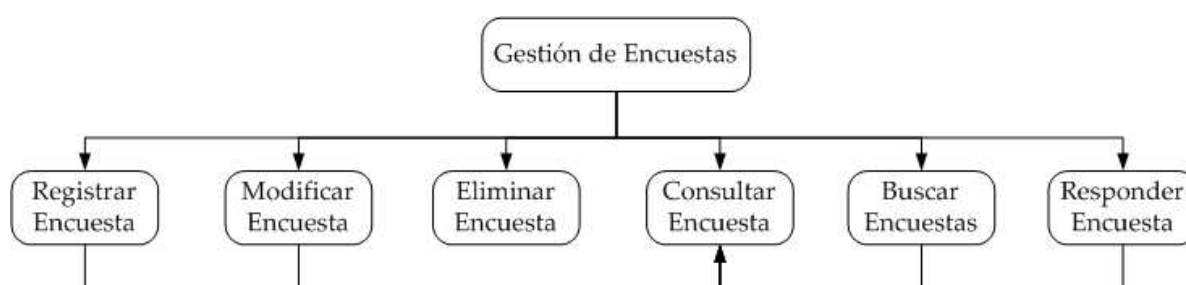 Gestión de Encuestas
Registrar
Encuesta
Modificar
Encuesta
Eliminar
Encuesta
Consultar
Encuesta
Buscar
Encuestas
Responder
Encuesta